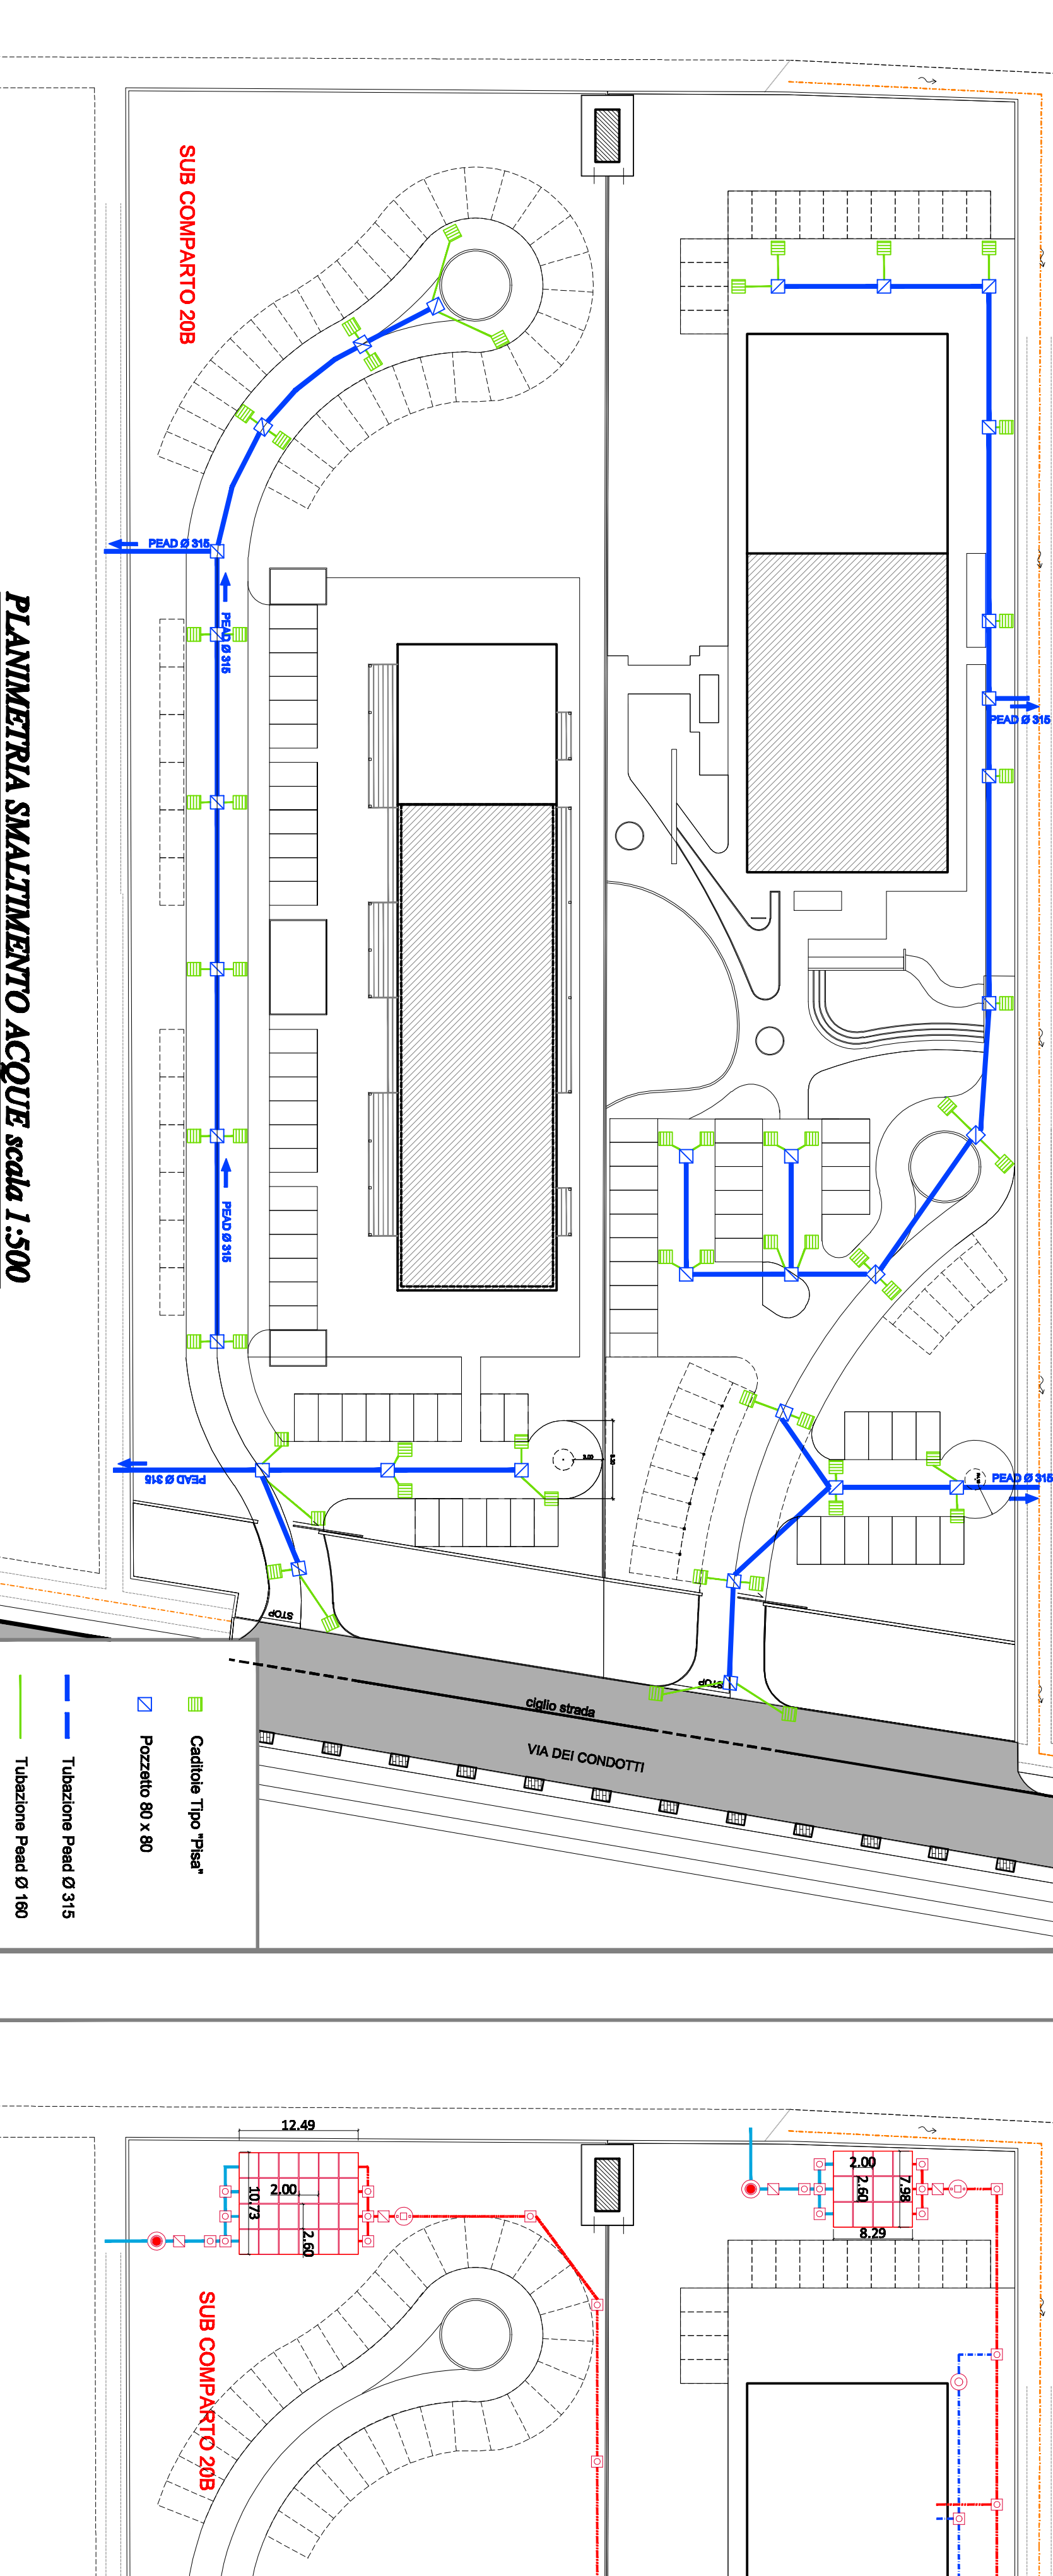 SUB COMPARTO 20B
PEAD Ø 315
PEAD Ø 315
PEAD Ø 315
PLANIMETRIA SMALTIMENTO ACQUE scala 1:500
PEAD Ø 315
PEAD Ø 315
PEAD Ø 315
STOP
STOP
ciglio strada
VIA DEI CONDOTTI
Caditoie Tipo "Pisa"
Pozzetto 80 x 80
Tubazione Pead Ø 315
Tubazione Pead Ø 160
12.49
2.00
10.73
2.60
2.00
2.60
7.98
8.29
SUB COMPARTO 20B